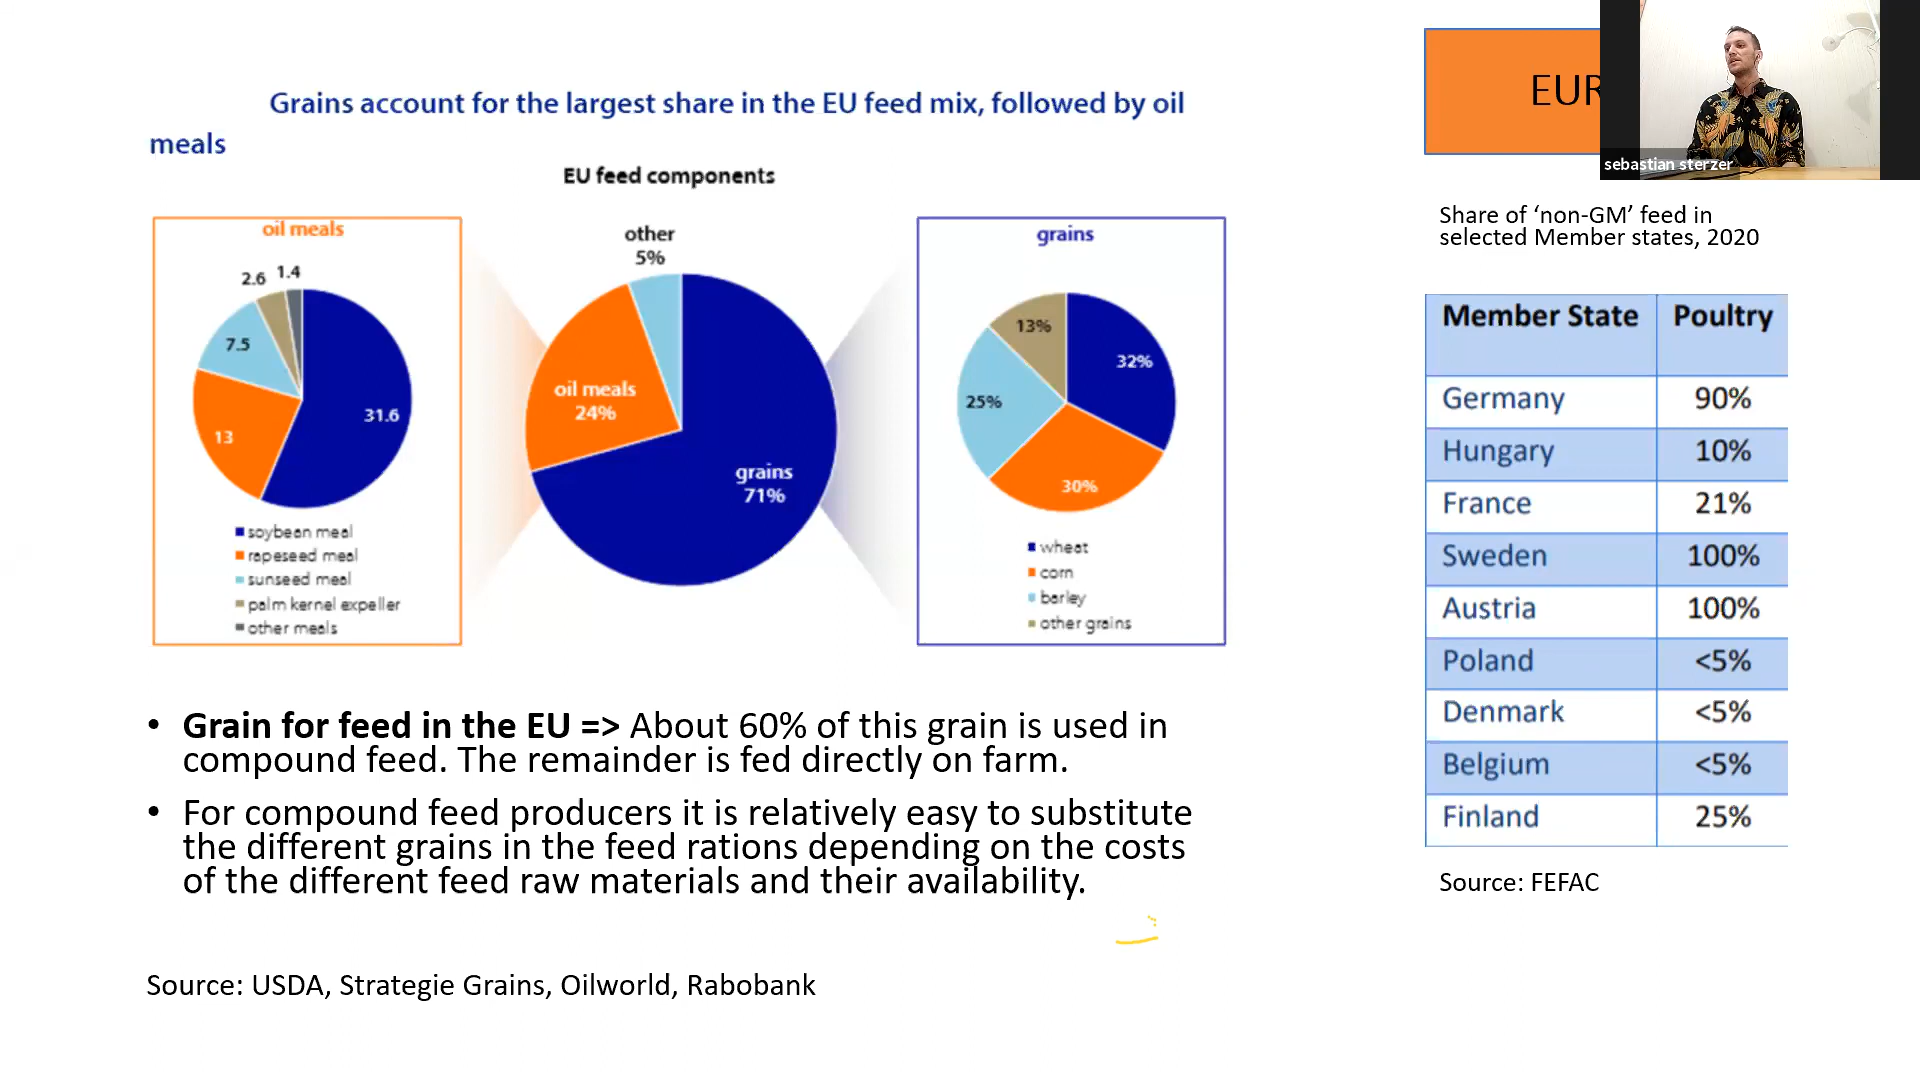 Grains account for the largest share in the EU feed mix, followed by oil
meals
EU feed components
oil meals
2.6
1.4
7.5
13
31.6
soybean meal
rapeseed meal
sunseed meal
palm kernel expeller
other meals
other
5%
oil meals
24%
grains
71%
grains
13%
32%
25%
30%
wheat
corn
barley
other grains
• Grain for feed in the EU => About 60% of this grain is used in
compound feed. The remainder is fed directly on farm.
• For compound feed producers it is relatively easy to substitute
the different grains in the feed rations depending on the costs
of the different feed raw materials and their availability.
Source: USDA, Strategie Grains, Oilworld, Rabobank
EUR
sebastian sterzer
Share of ‘non-GM’ feed in
selected Member states, 2020
Member State Poultry
Germany 90%
Hungary 10%
France 21%
Sweden 100%
Austria 100%
Poland <5%
Denmark <5%
Belgium <5%
Finland 25%
Source: FEFAC